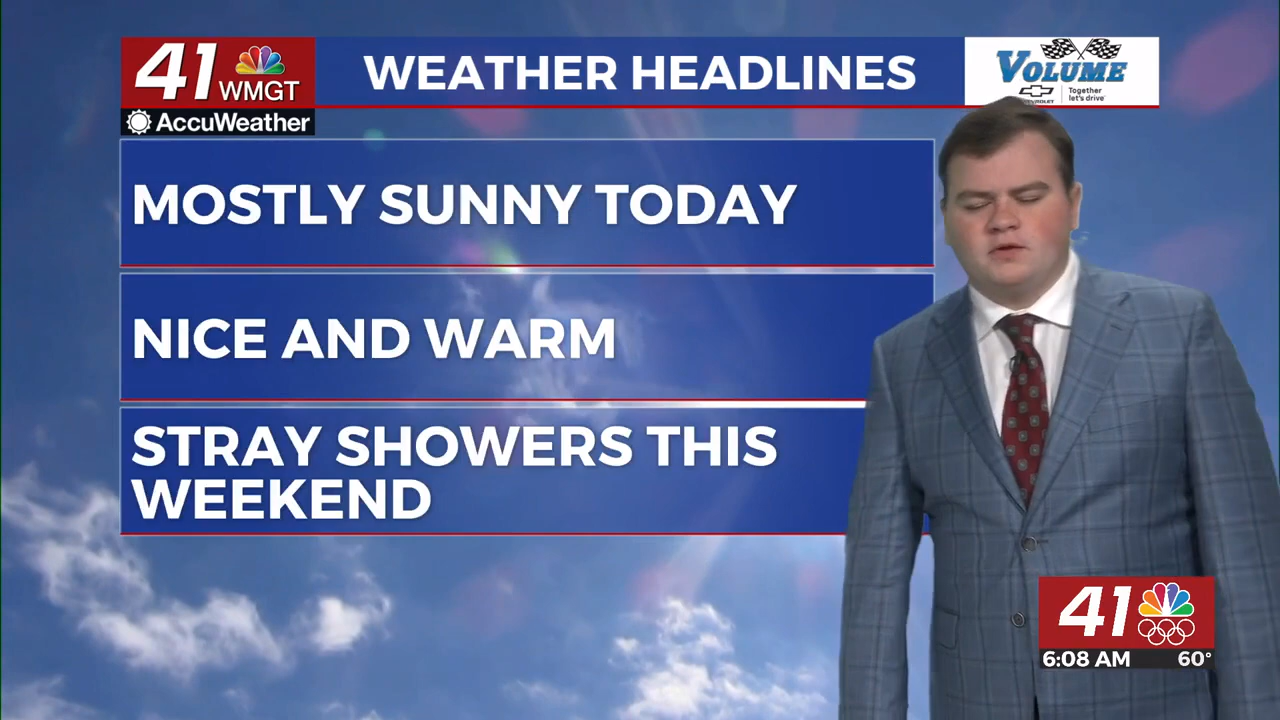 41
WMGT
AccuWeather
WEATHER HEADLINES
VOLUME
CHEVROLET
Together
let's drive
MOSTLY SUNNY TODAY
NICE AND WARM
STRAY SHOWERS THIS
WEEKEND
41
6:08 AM 60°